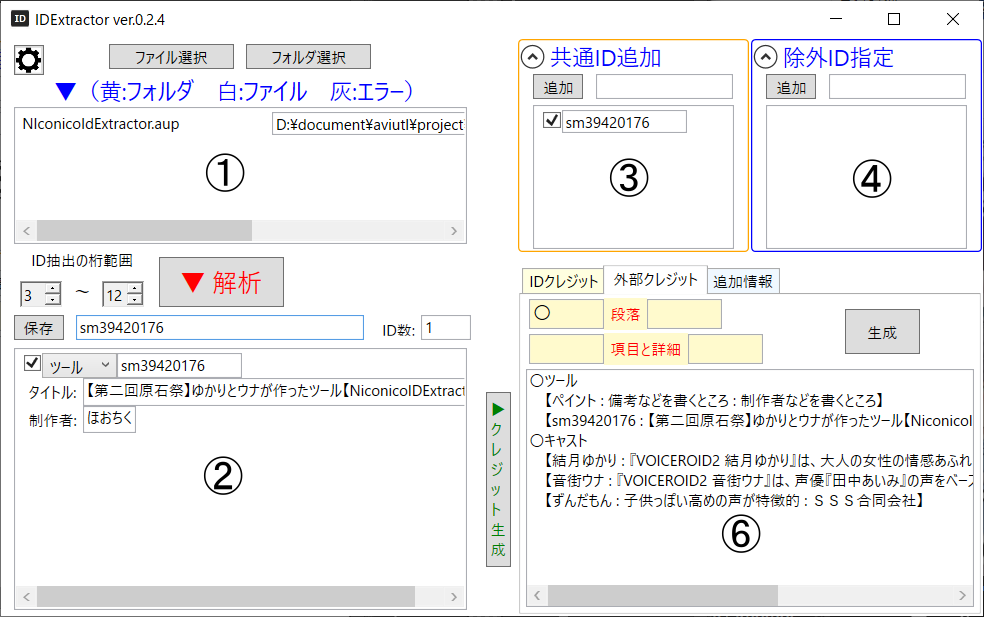 ID IDExtractor ver.0.2.4
ファイル選択 フォルダ選択
▼（黄:フォルダ 白:ファイル 灰:エラー）
NIconicoIdExtractor.aup D:¥document¥aviutl¥project
①
ID抽出の桁範囲
3 ～ 12
▼ 解析
保存 sm39420176 ID数: 1
ツール sm39420176
タイトル: 【第二回原石祭】ゆかりとウナが作ったツール【NiconicoIDExtract
制作者: ほおちく
②
▶クレジット生成
共通ID追加
追加
sm39420176
③
除外ID指定
追加
④
IDクレジット 外部クレジット 追加情報
〇 段落
項目と詳細
生成
〇ツール
【ペイント : 備考などを書くところ : 制作者などを書くところ】
【sm39420176 : 【第二回原石祭】ゆかりとウナが作ったツール【NiconicoI
〇キャスト
【結月ゆかり : 『VOICEROID2 結月ゆかり』は、大人の女性の情感あふれ
【音街ウナ : 『VOICEROID2 音街ウナ』は、声優『田中あいみ』の声をベース
【ずんだもん : 子供っぽい高めの声が特徴的 : ＳＳＳ合同会社】
⑥